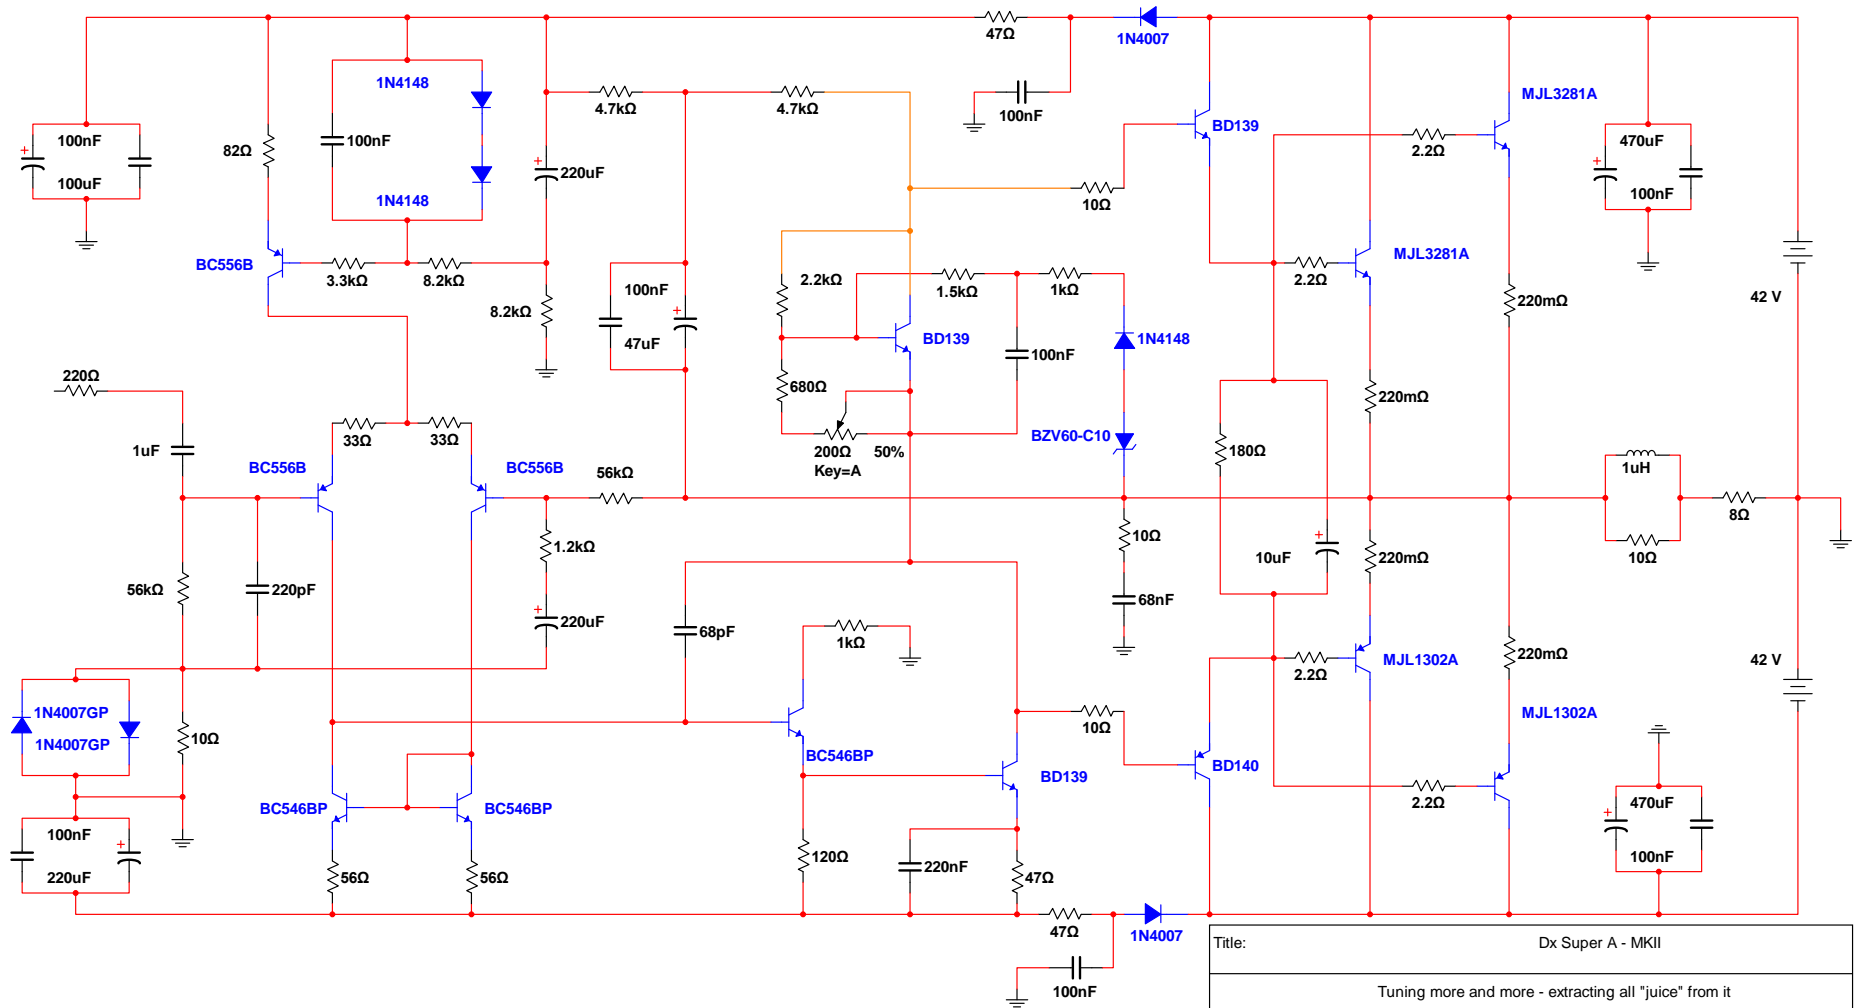 47Ω
1N4007
1N4148
4.7kΩ
4.7kΩ
MJL3281A
100nF
100nF
BD139
100nF
82Ω
100nF
2.2Ω
470uF
220uF
100uF
1N4148
10Ω
100nF
BC556B
3.3kΩ
8.2kΩ
2.2kΩ
1.5kΩ
1kΩ
2.2Ω
MJL3281A
100nF
8.2kΩ
47uF
BD139
100nF
1N4148
220mΩ
42 V
220Ω
680Ω
220mΩ
33Ω
33Ω
1uF
200Ω
50%
BZV60-C10
180Ω
Key=A
BC556B
BC556B
56kΩ
1uH
8Ω
1.2kΩ
10Ω
220mΩ
10uF
10Ω
56kΩ
220pF
220uF
68pF
1kΩ
68nF
220mΩ
42 V
MJL1302A
2.2Ω
1N4007GP
1N4007GP
10Ω
BC546BP
10Ω
MJL1302A
BD140
BD139
BC546BP
BC546BP
2.2Ω
470uF
100nF
220uF
120Ω
220nF
47Ω
100nF
56Ω
56Ω
47Ω
1N4007
100nF
Title: Dx Super A - MKII
Tuning more and more - extracting all "juice" from it